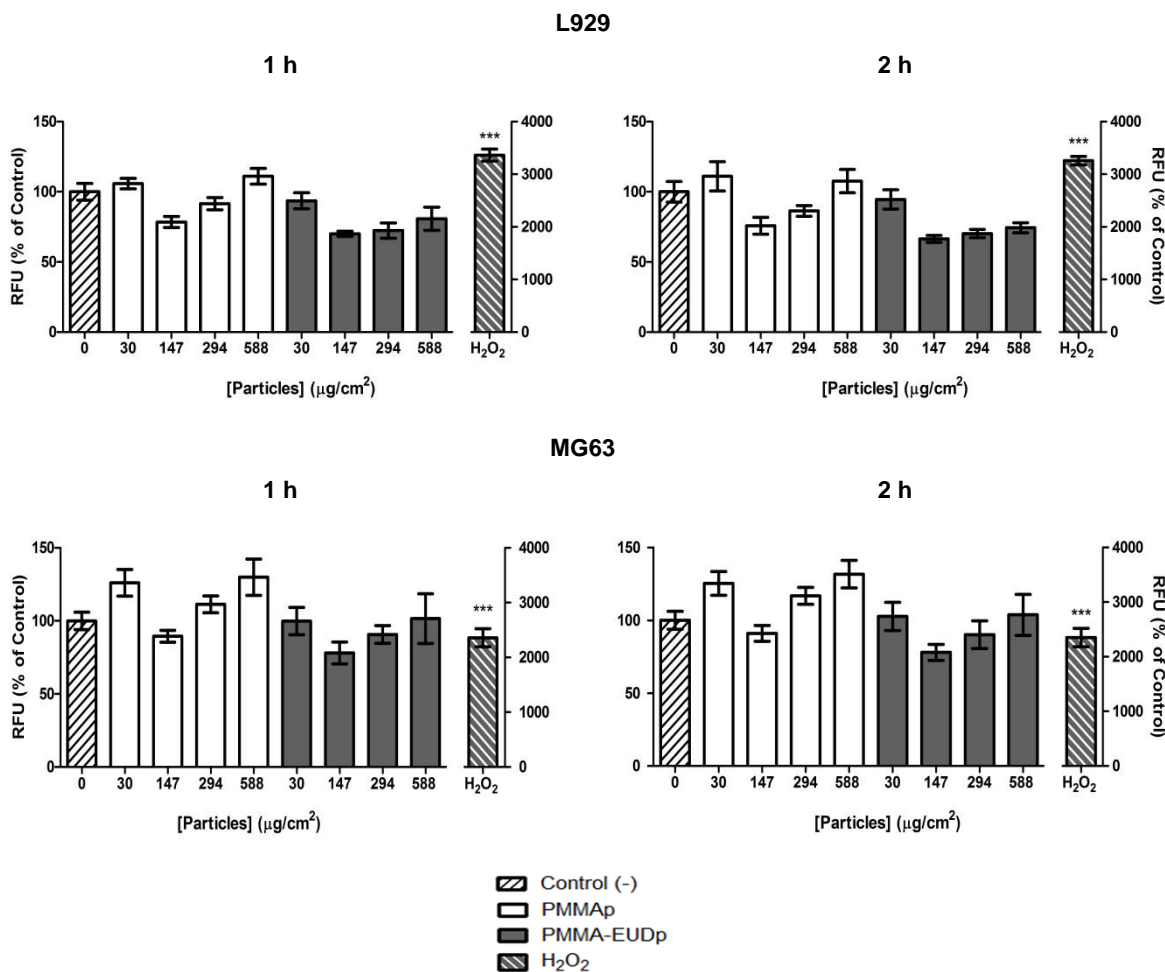 L929
1 h 2 h
RFU (% of Control)
150
100
50
0
4000
3000
2000
1000
0
***
0 30 147 294 588 30 147 294 588 H₂O₂
[Particles] (μg/cm²)
150
100
50
0
4000
3000
2000
1000
0
RFU (% of Control)
***
0 30 147 294 588 30 147 294 588 H₂O₂
[Particles] (μg/cm²)
MG63
1 h 2 h
RFU (% of Control)
150
100
50
0
4000
3000
2000
1000
0
***
0 30 147 294 588 30 147 294 588 H₂O₂
[Particles] (μg/cm²)
150
100
50
0
4000
3000
2000
1000
0
RFU (% of Control)
***
0 30 147 294 588 30 147 294 588 H₂O₂
[Particles] (μg/cm²)
Control (-)
PMMAp
PMMA-EUDp
H₂O₂